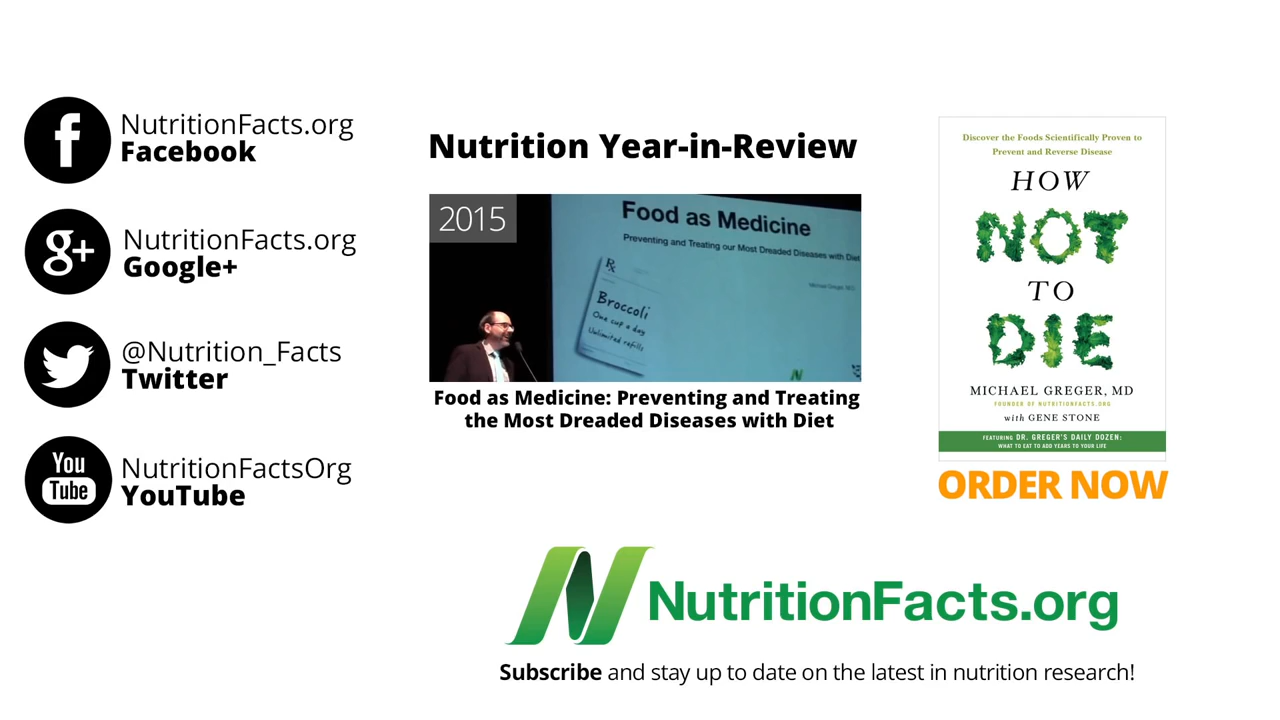 f
NutritionFacts.org
Facebook
g+
NutritionFacts.org
Google+
@Nutrition_Facts
Twitter
You
Tube
NutritionFactsOrg
YouTube
Nutrition Year-in-Review
2015
Food as Medicine
Preventing and Treating our Most Dreaded Diseases with Diet
Michael Greger, M.D.
Rx
Broccoli
One cup a day
Unlimited refills
Food as Medicine: Preventing and Treating
the Most Dreaded Diseases with Diet
Discover the Foods Scientifically Proven to
Prevent and Reverse Disease
HOW
NOT
TO
DIE
MICHAEL GREGER, MD
FOUNDER OF NUTRITIONFACTS.ORG
with GENE STONE
FEATURING DR. GREGER'S DAILY DOZEN:
WHAT TO EAT TO ADD YEARS TO YOUR LIFE
ORDER NOW
NutritionFacts.org
Subscribe and stay up to date on the latest in nutrition research!